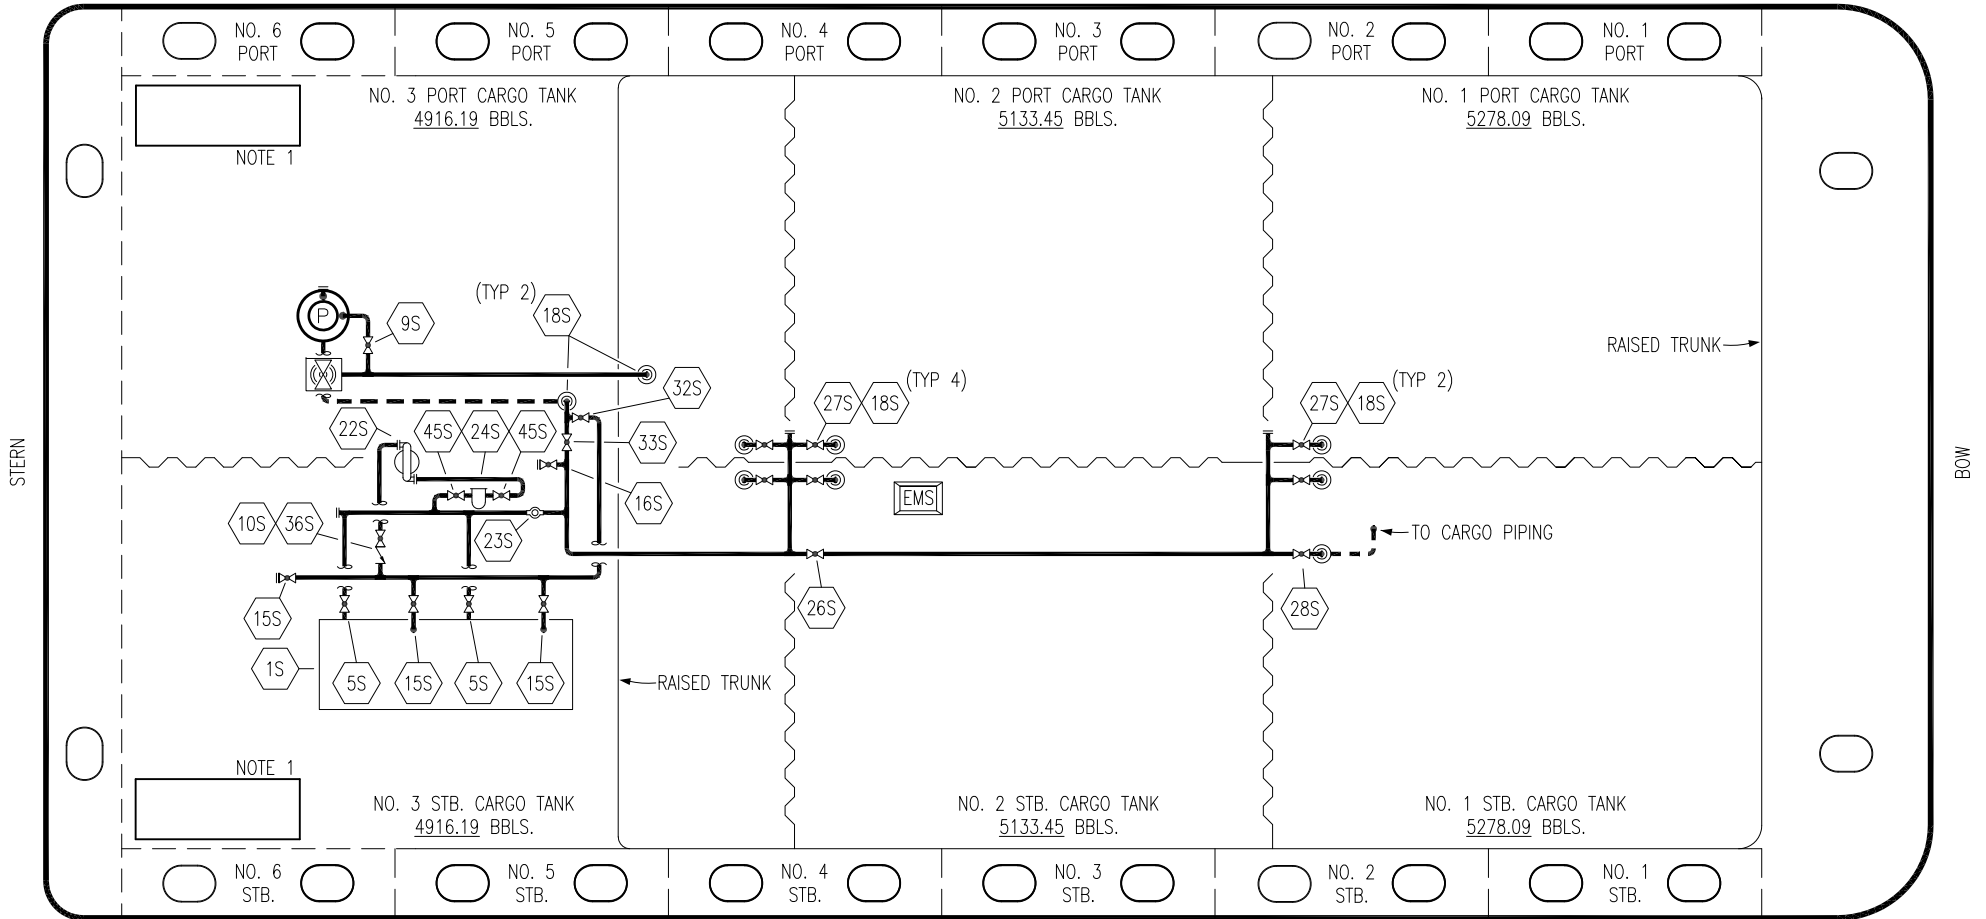 NO. 6 PORT
NO. 5 PORT
NO. 4 PORT
NO. 3 PORT
NO. 2 PORT
NO. 1 PORT
NO. 3 PORT CARGO TANK
4916.19 BBLS.
NO. 2 PORT CARGO TANK
5133.45 BBLS.
NO. 1 PORT CARGO TANK
5278.09 BBLS.
NOTE 1
(TYP 2)
P
9S
18S
RAISED TRUNK
32S
(TYP 4)
27S
18S
(TYP 2)
27S
18S
22S
45S
24S
45S
33S
STERN
BOW
16S
EMS
10S
36S
23S
TO CARGO PIPING
15S
26S
28S
1S
5S
15S
5S
15S
RAISED TRUNK
NOTE 1
NO. 3 STB. CARGO TANK
4916.19 BBLS.
NO. 2 STB. CARGO TANK
5133.45 BBLS.
NO. 1 STB. CARGO TANK
5278.09 BBLS.
NO. 6 STB.
NO. 5 STB.
NO. 4 STB.
NO. 3 STB.
NO. 2 STB.
NO. 1 STB.